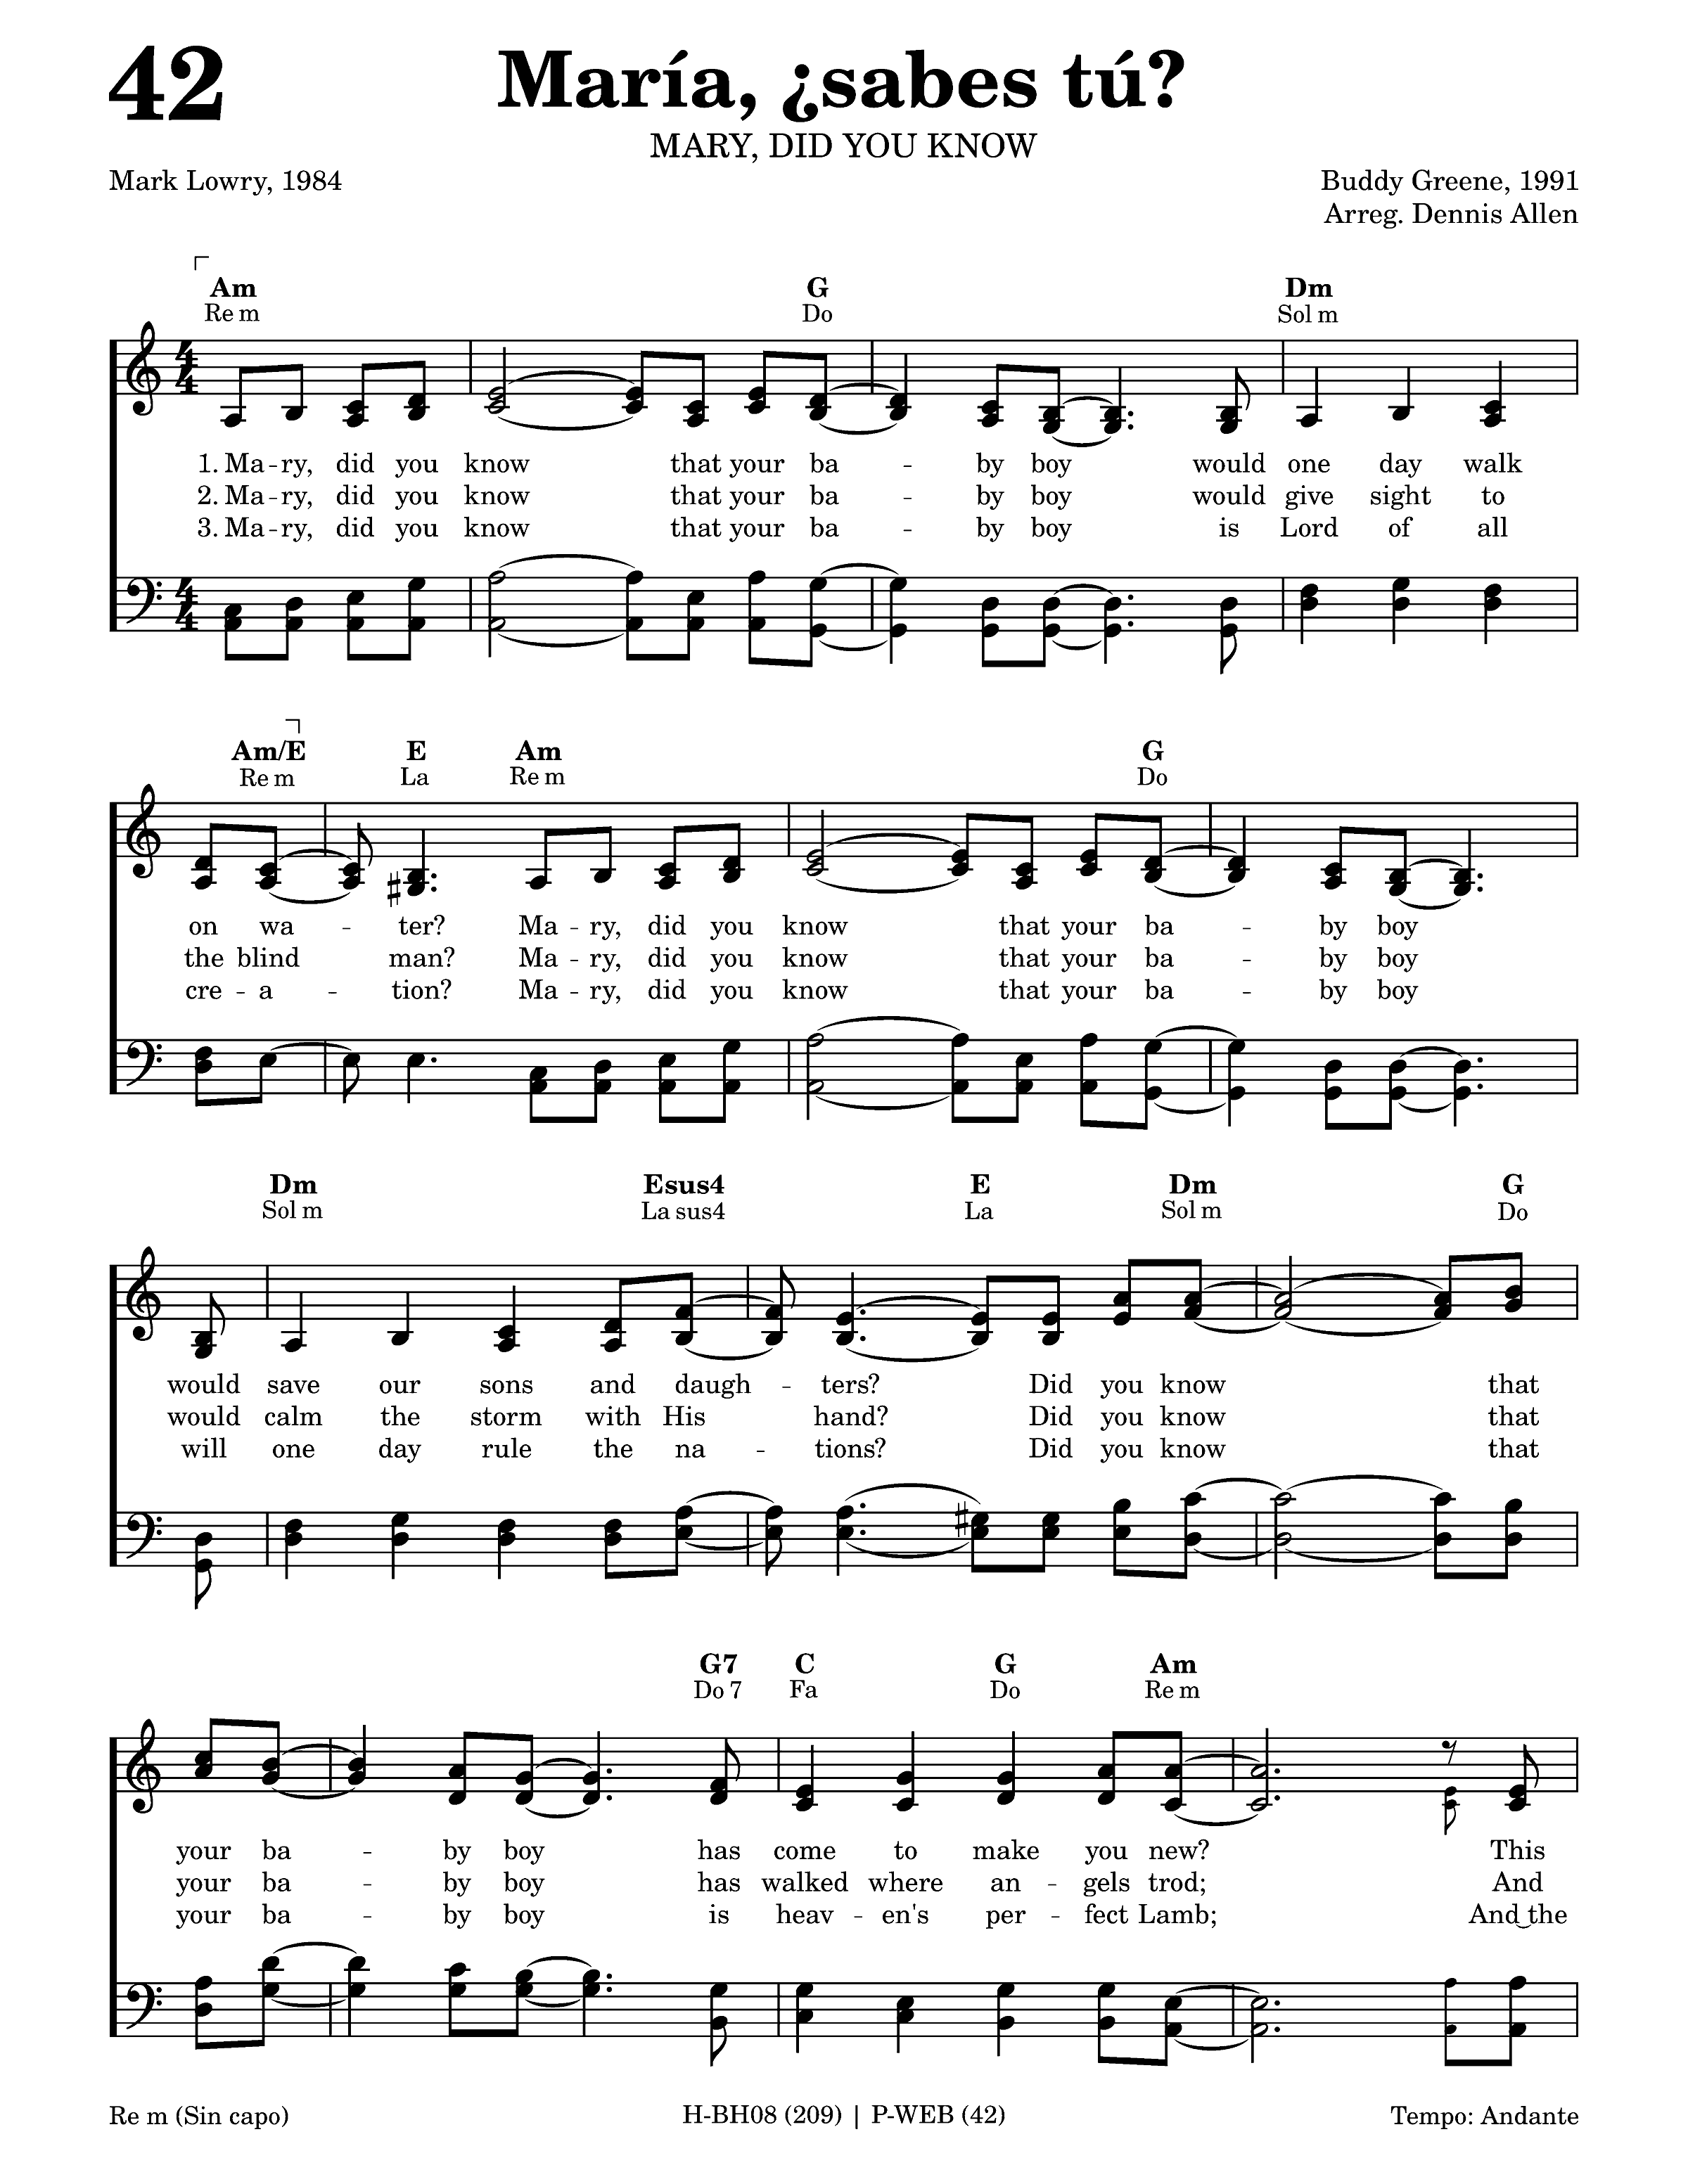 42
María, ¿sabes tú?
MARY, DID YOU KNOW
Mark Lowry, 1984
Buddy Greene, 1991
Arreg. Dennis Allen
Am G Dm
Re m Do Sol m
1. Ma - ry, did you know that your ba - by boy would one day walk
2. Ma - ry, did you know that your ba - by boy would give sight to
3. Ma - ry, did you know that your ba - by boy is Lord of all
Am/E E Am G
Re m La Re m Do
on wa - ter? Ma - ry, did you know that your ba - by boy
the blind man? Ma - ry, did you know that your ba - by boy
cre - a - tion? Ma - ry, did you know that your ba - by boy
Dm Esus4 E Dm G
Sol m La sus4 La Sol m Do
would save our sons and daugh - ters? Did you know that
would calm the storm with His hand? Did you know that
will one day rule the na - tions? Did you know that
G7 C G Am
Do 7 Fa Do Re m
your ba - by boy has come to make you new? This
your ba - by boy has walked where an - gels trod; And
your ba - by boy is heav - en's per - fect Lamb; And‿the
Re m (Sin capo)
H-BH08 (209) | P-WEB (42)
Tempo: Andante